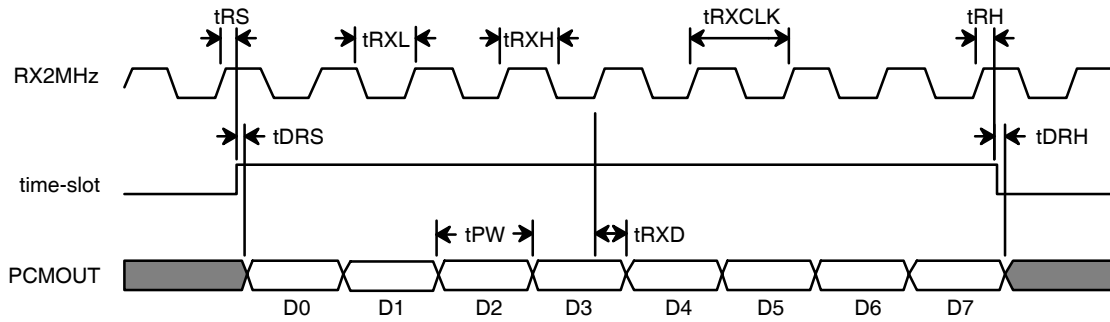 tRS
tRXL
tRXH
tRXCLK
tRH
RX2MHz
tDRS
tDRH
time-slot
tPW
tRXD
PCMOUT
D0 D1 D2 D3 D4 D5 D6 D7